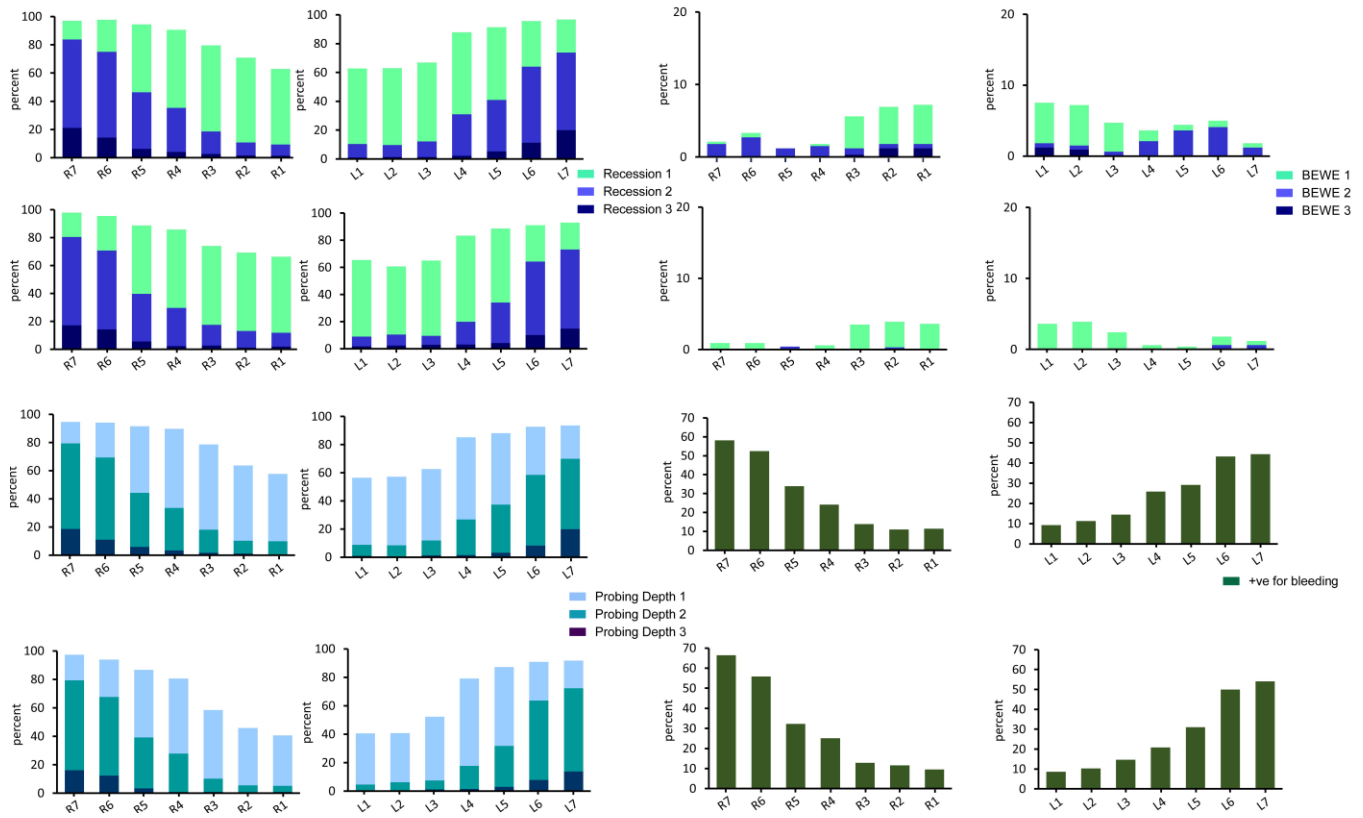 percent
100
80
60
40
20
0
R7 R6 R5 R4 R3 R2 R1
percent
100
80
60
40
20
0
L1 L2 L3 L4 L5 L6 L7
Recession 1
Recession 2
Recession 3
percent
20
10
0
R7 R6 R5 R4 R3 R2 R1
percent
20
10
0
L1 L2 L3 L4 L5 L6 L7
BEWE 1
BEWE 2
BEWE 3
percent
100
80
60
40
20
0
R7 R6 R5 R4 R3 R2 R1
percent
100
80
60
40
20
0
L1 L2 L3 L4 L5 L6 L7
percent
20
10
0
R7 R6 R5 R4 R3 R2 R1
percent
20
10
0
L1 L2 L3 L4 L5 L6 L7
percent
100
80
60
40
20
0
R7 R6 R5 R4 R3 R2 R1
percent
100
80
60
40
20
0
L1 L2 L3 L4 L5 L6 L7
Probing Depth 1
Probing Depth 2
Probing Depth 3
percent
70
60
50
40
30
20
10
0
R7 R6 R5 R4 R3 R2 R1
percent
70
60
50
40
30
20
10
0
L1 L2 L3 L4 L5 L6 L7
+ve for bleeding
percent
100
80
60
40
20
0
R7 R6 R5 R4 R3 R2 R1
percent
100
80
60
40
20
0
L1 L2 L3 L4 L5 L6 L7
percent
70
60
50
40
30
20
10
0
R7 R6 R5 R4 R3 R2 R1
percent
70
60
50
40
30
20
10
0
L1 L2 L3 L4 L5 L6 L7